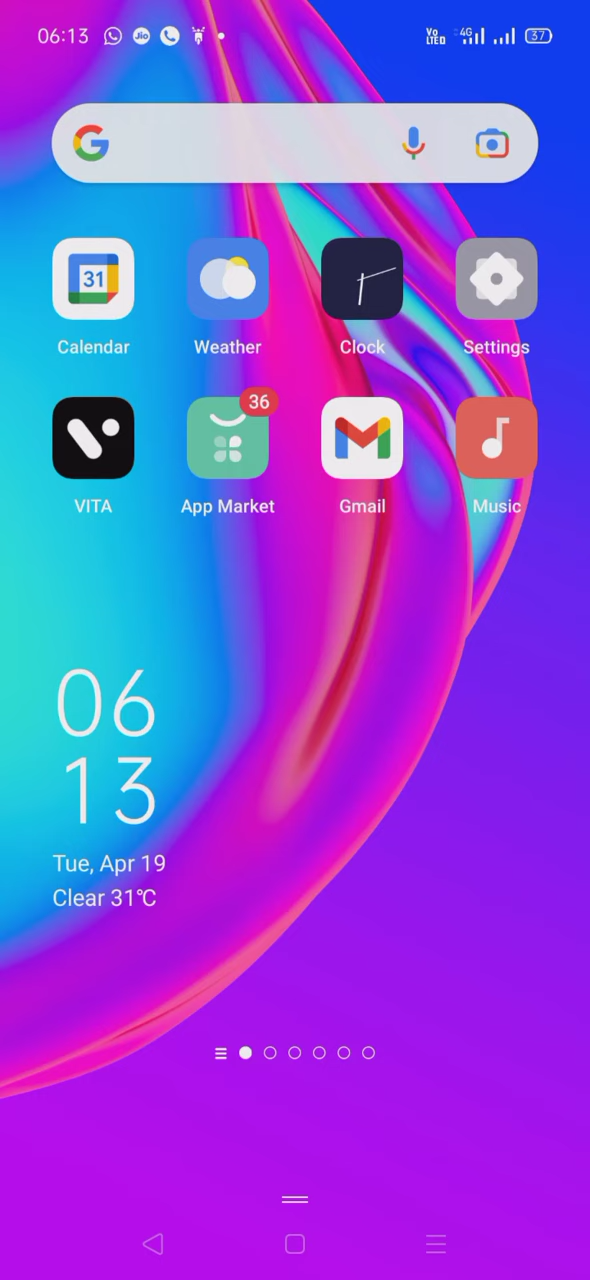 06:13 Jio Vo LTE D 4G 37
G
31
Calendar Weather Clock Settings
36
VITA App Market Gmail Music
06
13
Tue, Apr 19
Clear 31℃